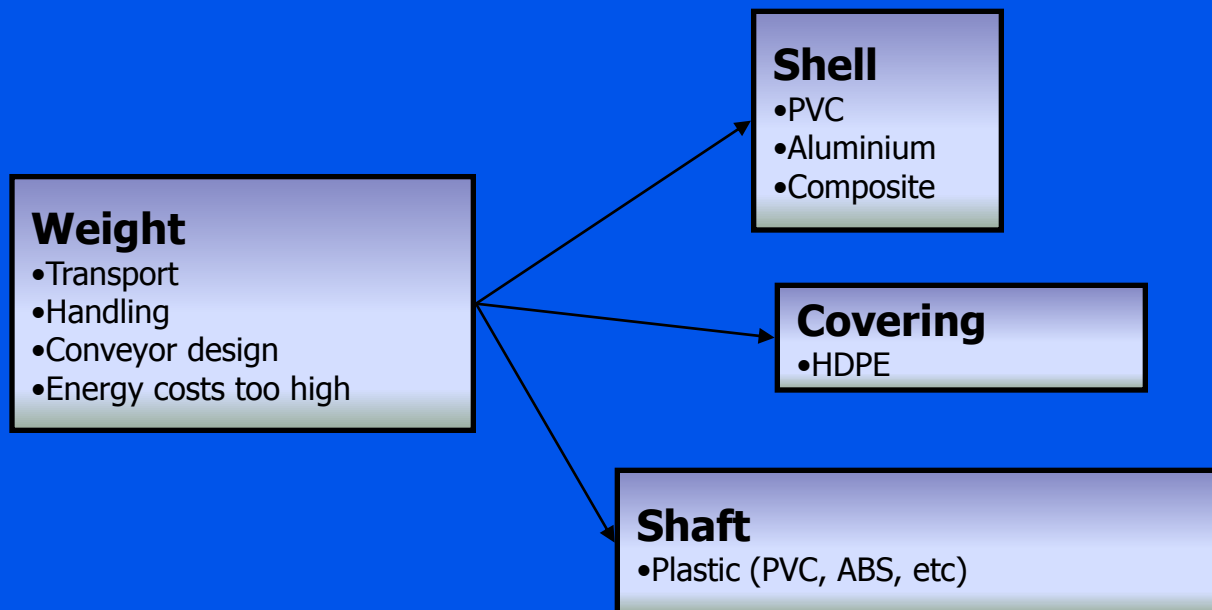 Weight
•Transport
•Handling
•Conveyor design
•Energy costs too high
Shell
•PVC
•Aluminium
•Composite
Covering
•HDPE
Shaft
•Plastic (PVC, ABS, etc)